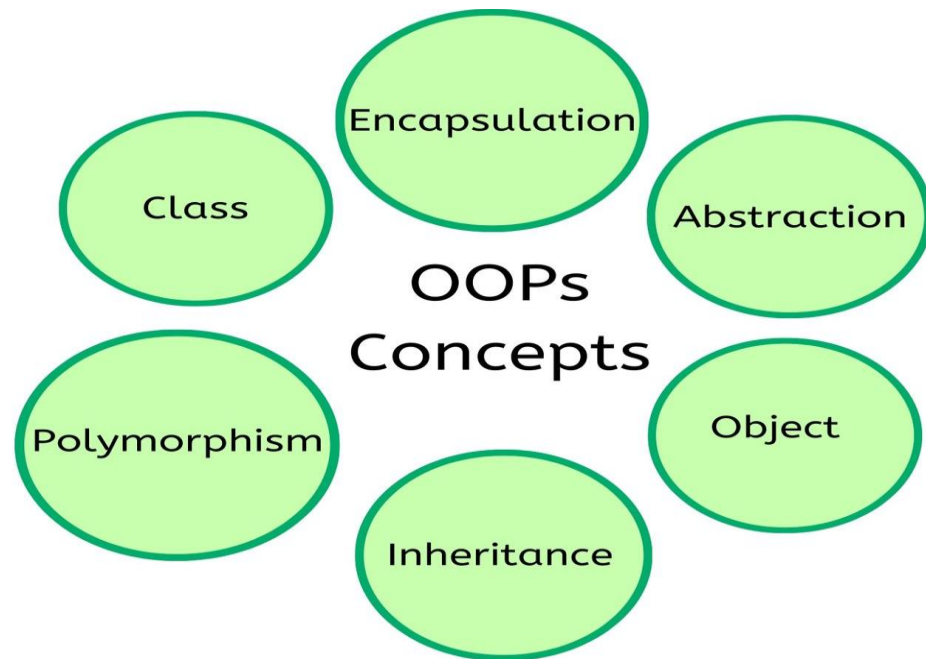 Encapsulation
Class
Abstraction
OOPs
Concepts
Polymorphism
Object
Inheritance